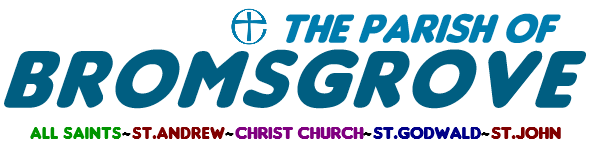 THE PARISH OF
BROMSGROVE
ALL SAINTS~ST.ANDREW~CHRIST CHURCH~ST.GODWALD~ST.JOHN